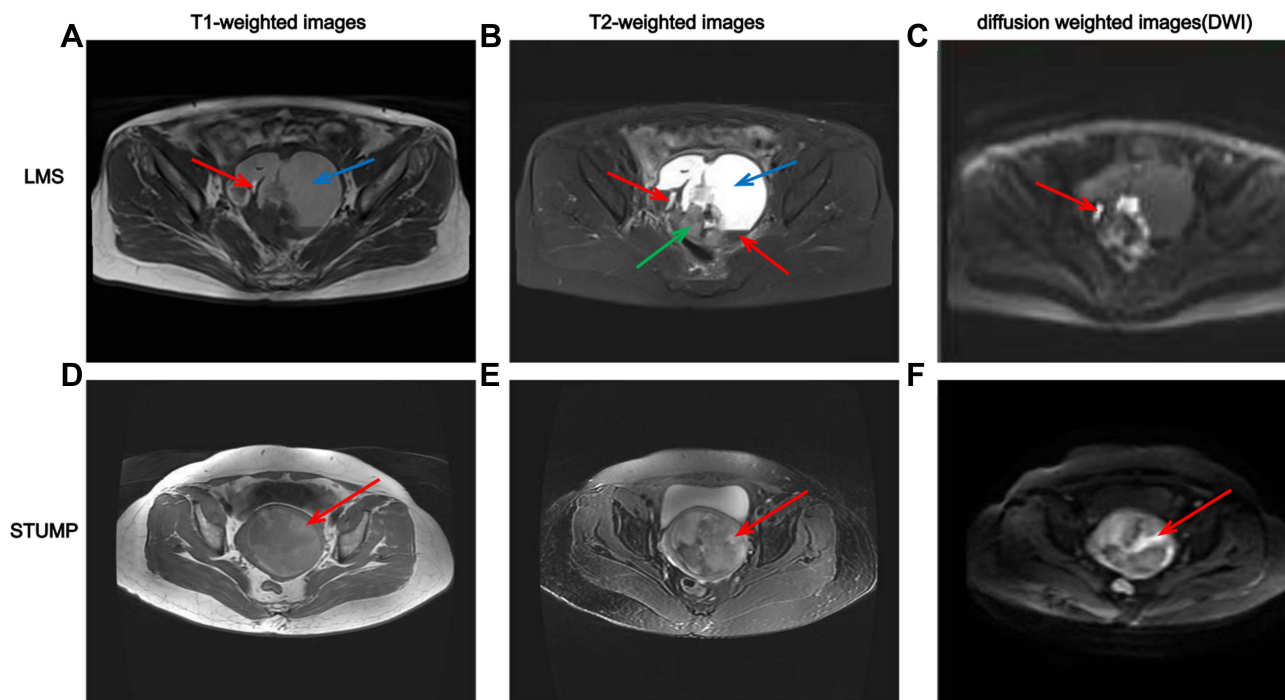 T1-weighted images
T2-weighted images
diffusion weighted images(DWI)
A
B
C
LMS
D
E
F
STUMP